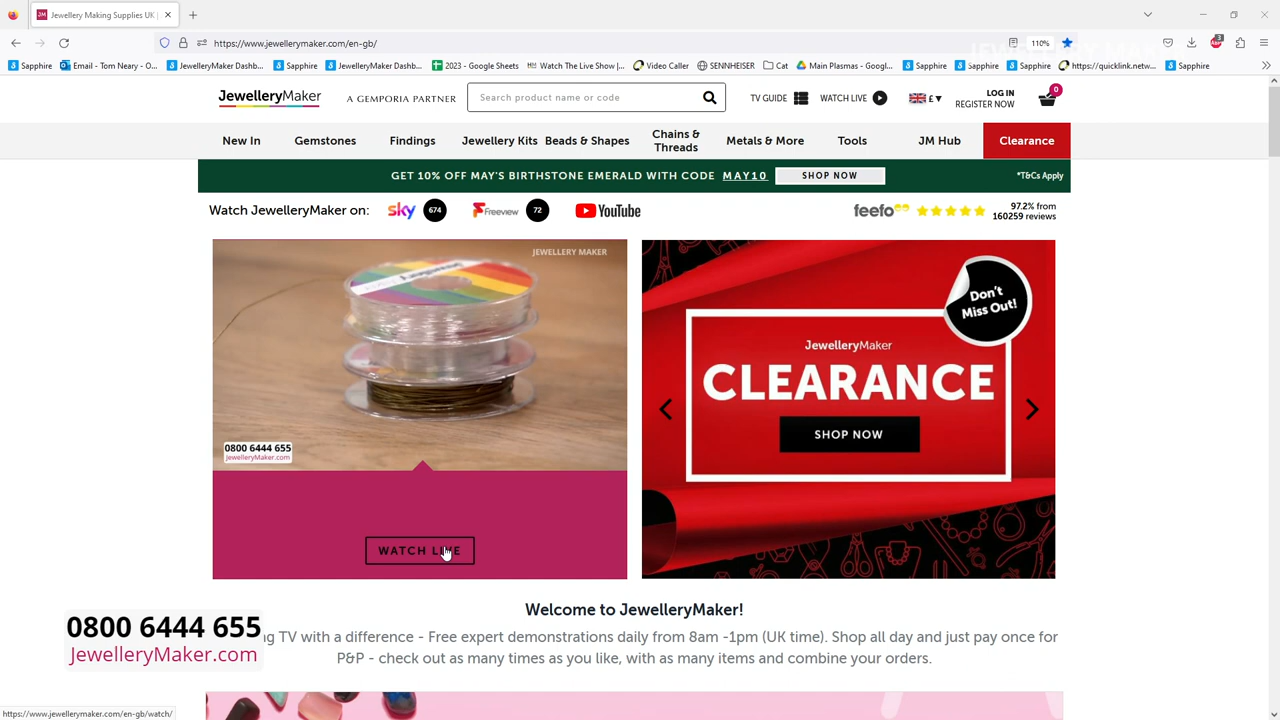 Jewellery Making Supplies UK |
https://www.jewellerymaker.com/en-gb/
110%
3
Sapphire
Email - Tom Neary - O...
JewelleryMaker Dashb...
Sapphire
JewelleryMaker Dashb...
2023 - Google Sheets
Watch The Live Show |...
Video Caller
SENNHEISER
Cat
Main Plasmas - Googl...
Sapphire
Sapphire
Sapphire
https://quicklink.netw...
Sapphire
JewelleryMaker
A GEMPORIA PARTNER
Search product name or code
TV GUIDE
WATCH LIVE
£
LOG IN
REGISTER NOW
0
New In
Gemstones
Findings
Jewellery Kits
Beads & Shapes
Chains &
Threads
Metals & More
Tools
JM Hub
Clearance
GET 10% OFF MAY'S BIRTHSTONE EMERALD WITH CODE MAY10
SHOP NOW
*T&Cs Apply
Watch JewelleryMaker on:
sky
674
Freeview
72
YouTube
feefo
97.2% from
160259 reviews
JEWELLERY MAKER
0800 6444 655
JewelleryMaker.com
WATCH LIVE
Don't
Miss Out!
JewelleryMaker
CLEARANCE
SHOP NOW
Welcome to JewelleryMaker!
ng TV with a difference - Free expert demonstrations daily from 8am -1pm (UK time). Shop all day and just pay once for
P&P - check out as many times as you like, with as many items and combine your orders.
0800 6444 655
JewelleryMaker.com
https://www.jewellerymaker.com/en-gb/watch/